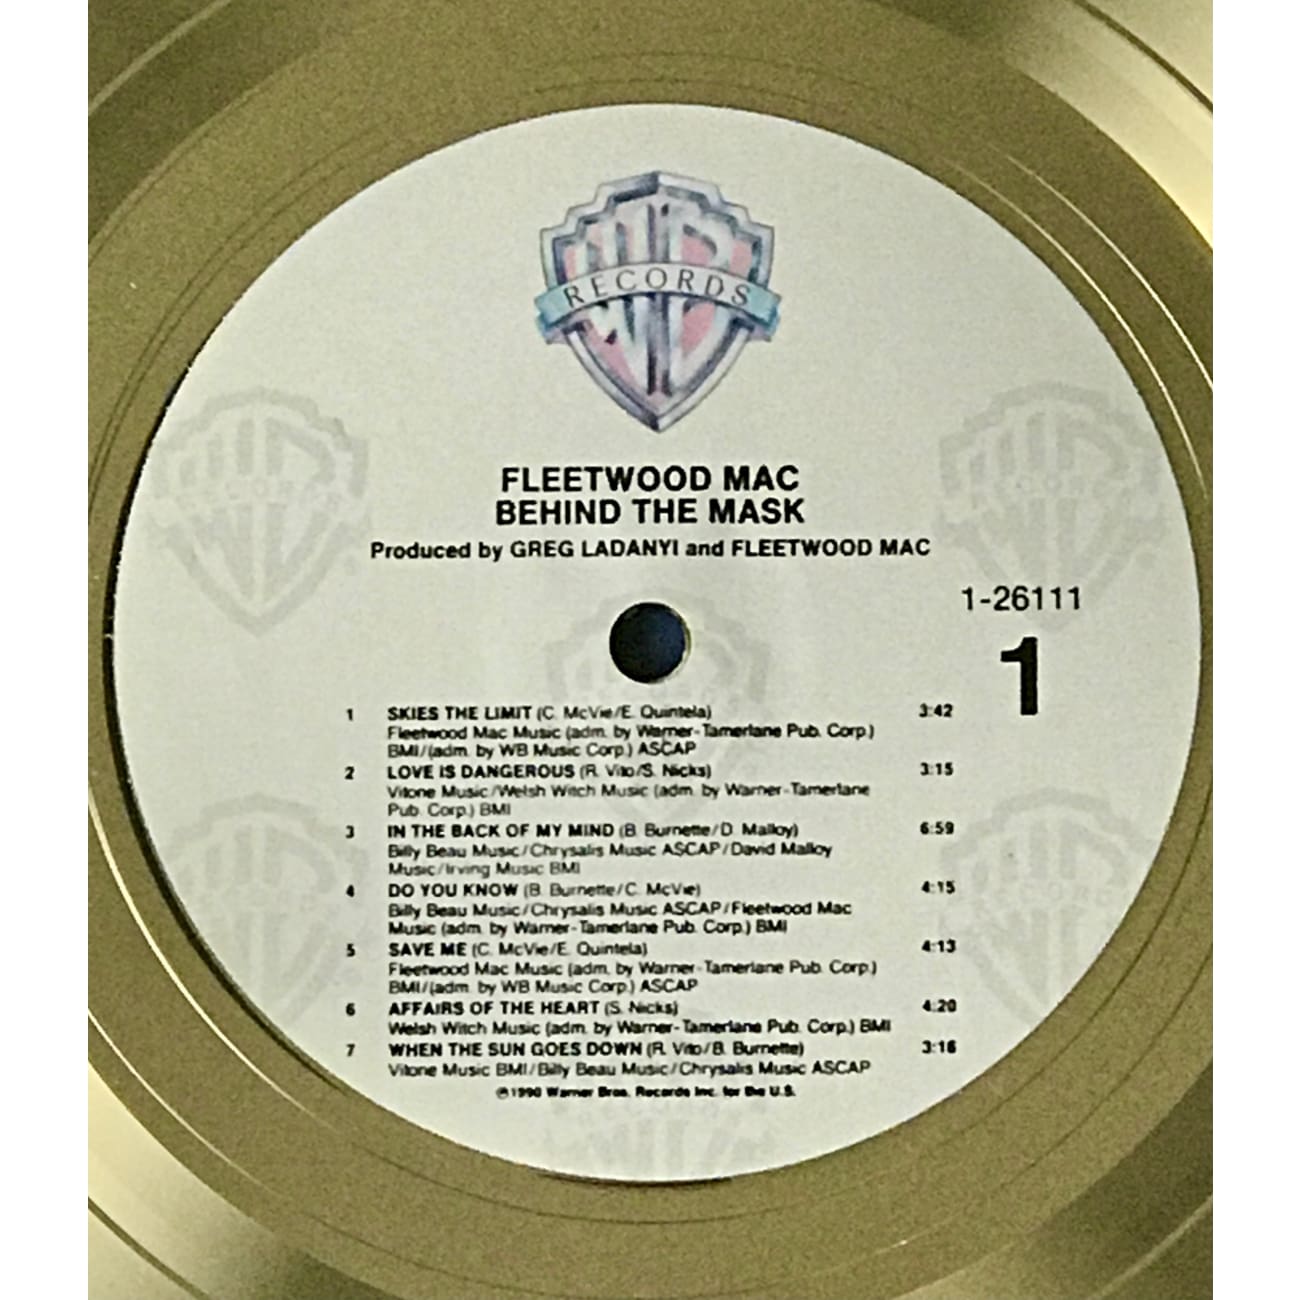 WB
RECORDS
FLEETWOOD MAC
BEHIND THE MASK
Produced by GREG LADANYI and FLEETWOOD MAC
1-26111
1
1 SKIES THE LIMIT (C. McVie/E. Quintela) 3:42
Fleetwood Mac Music (adm. by Warner-Tamerlane Pub. Corp.)
BMI/(adm. by WB Music Corp.) ASCAP
2 LOVE IS DANGEROUS (R. Vito/S. Nicks) 3:15
Vitone Music/Welsh Witch Music (adm. by Warner-Tamerlane
Pub. Corp.) BMI
3 IN THE BACK OF MY MIND (B. Burnette/D. Malloy) 6:59
Billy Beau Music/Chrysalis Music ASCAP/David Malloy
Music/Irving Music BMI
4 DO YOU KNOW (B. Burnette/C. McVie) 4:15
Billy Beau Music/Chrysalis Music ASCAP/Fleetwood Mac
Music (adm. by Warner-Tamerlane Pub. Corp.) BMI
5 SAVE ME (C. McVie/E. Quintela) 4:13
Fleetwood Mac Music (adm. by Warner-Tamerlane Pub. Corp.)
BMI/(adm. by WB Music Corp.) ASCAP
6 AFFAIRS OF THE HEART (S. Nicks) 4:20
Welsh Witch Music (adm. by Warner-Tamerlane Pub. Corp.) BMI
7 WHEN THE SUN GOES DOWN (R. Vito/B. Burnette) 3:16
Vitone Music BMI/Billy Beau Music/Chrysalis Music ASCAP
℗1990 Warner Bros. Records Inc. for the U.S.